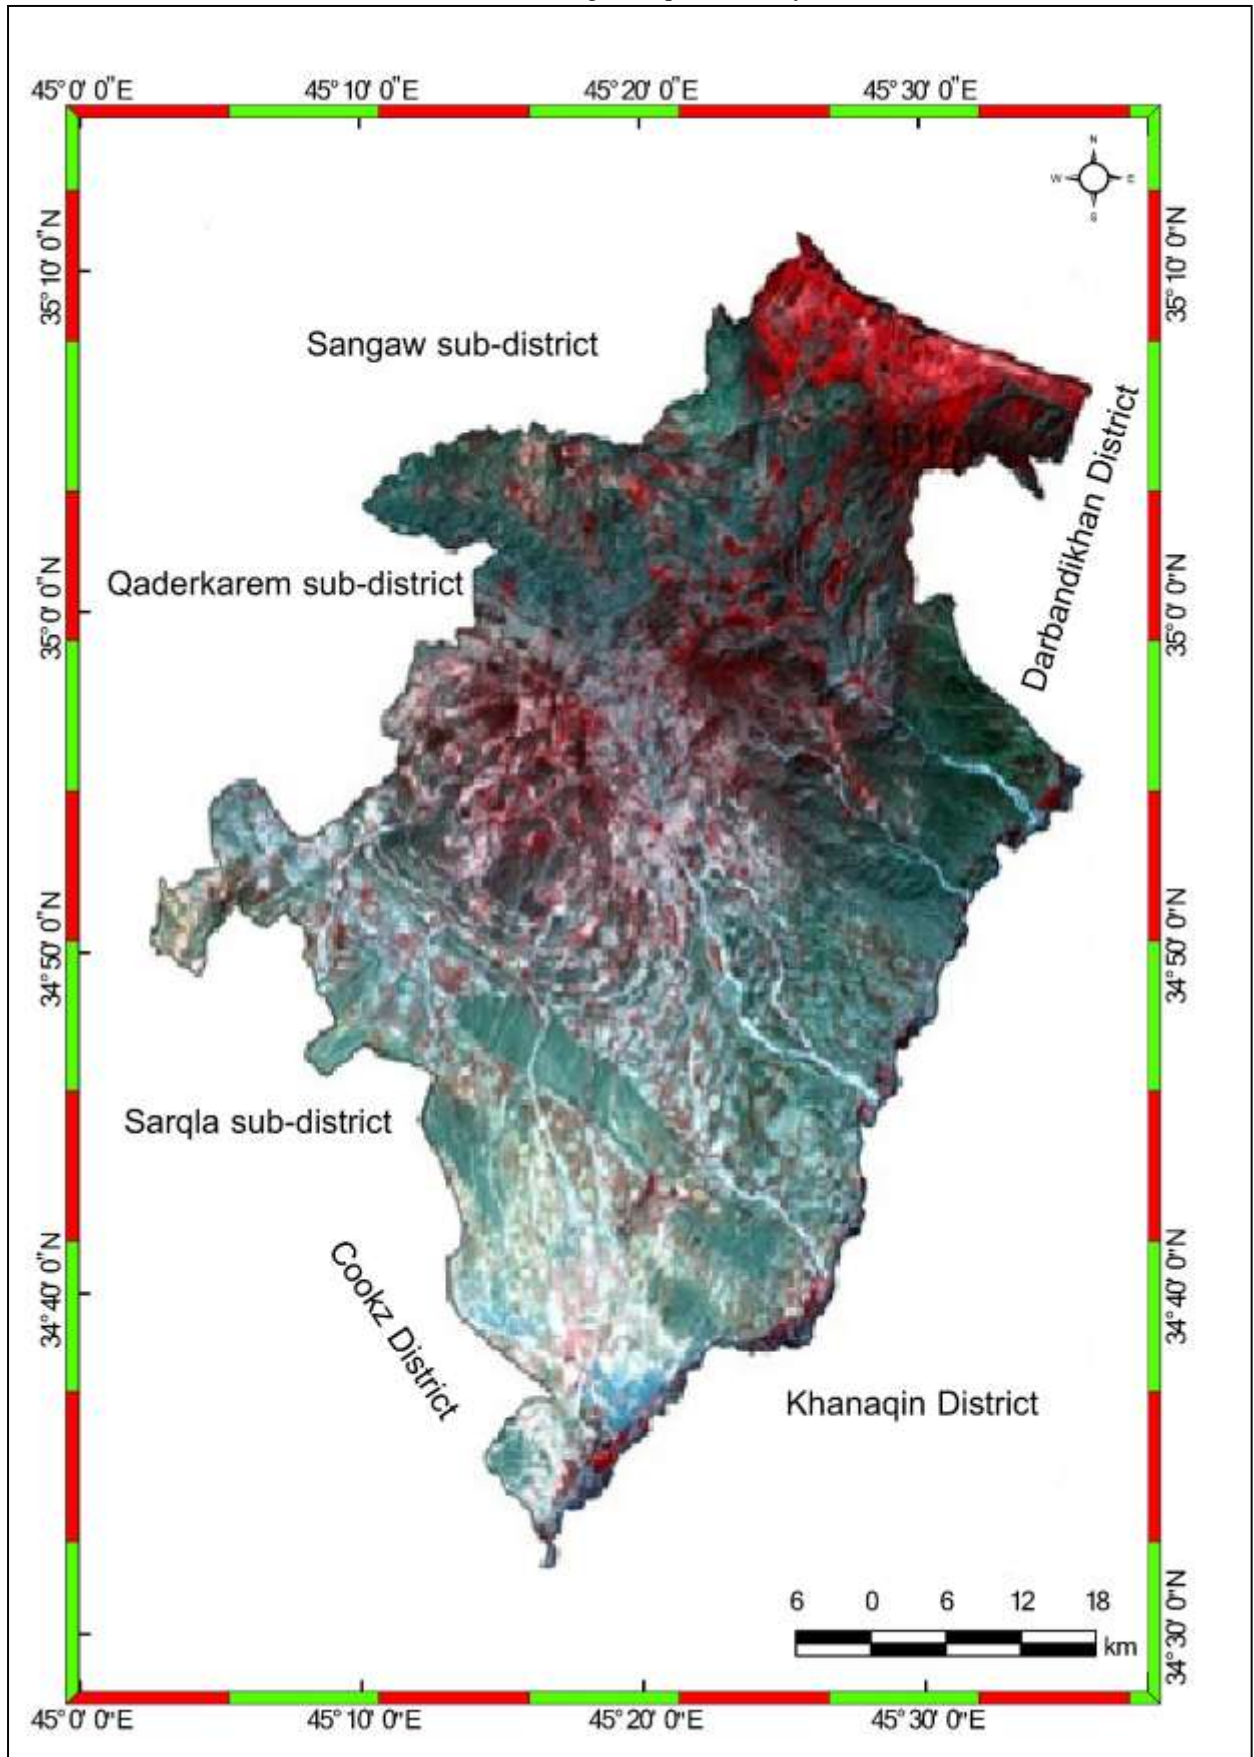 45° 0' 0"E 45° 10' 0"E 45° 20' 0"E 45° 30' 0"E
N
W E
S
35° 10' 0"N 35° 10' 0"N
Sangaw sub-district
Darbandikhan District
Qaderkarem sub-district
35° 0' 0"N 35° 0' 0"N
34° 50' 0"N 34° 50' 0"N
Sarqla sub-district
Cookz District
34° 40' 0"N 34° 40' 0"N
Khanaqin District
6 0 6 12 18
km
34° 30' 0"N
45° 0' 0"E 45° 10' 0"E 45° 20' 0"E 45° 30' 0"E